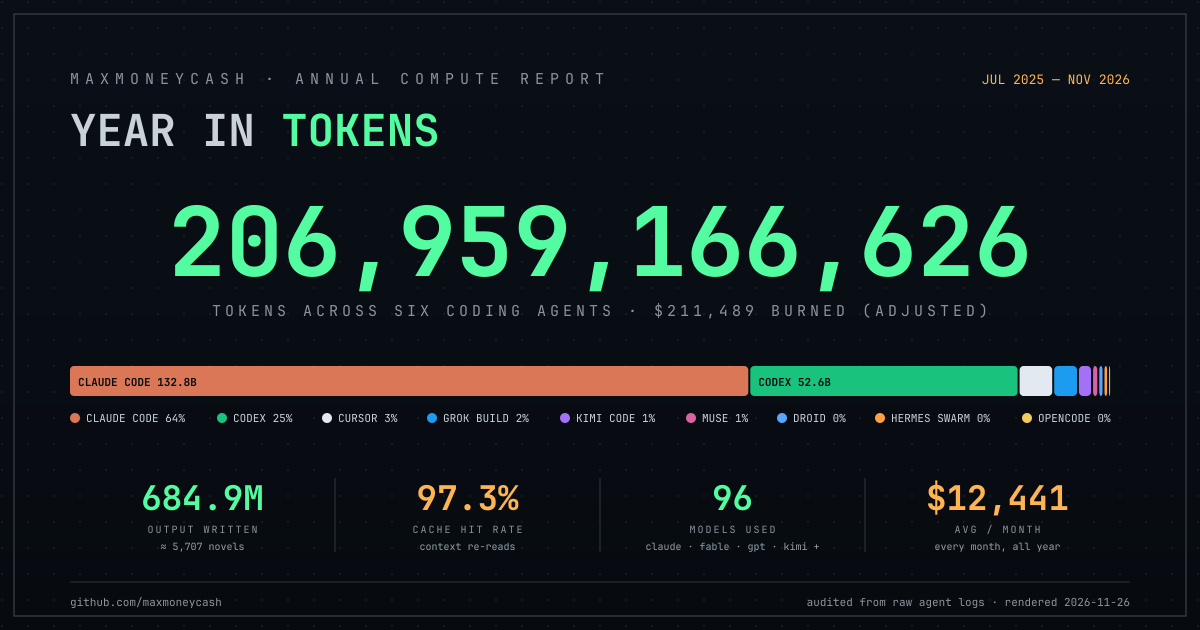 MAXMONEYCASH · ANNUAL COMPUTE REPORT
JUL 2025 — NOV 2026
YEAR IN TOKENS
206,959,166,626
TOKENS ACROSS SIX CODING AGENTS · $211,489 BURNED (ADJUSTED)
CLAUDE CODE 132.8B
CODEX 52.6B
CLAUDE CODE 64%
CODEX 25%
CURSOR 3%
GROK BUILD 2%
KIMI CODE 1%
MUSE 1%
DROID 0%
HERMES SWARM 0%
OPENCODE 0%
684.9M
OUTPUT WRITTEN
≈ 5,707 novels
97.3%
CACHE HIT RATE
context re-reads
96
MODELS USED
claude · fable · gpt · kimi +
$12,441
AVG / MONTH
every month, all year
github.com/maxmoneycash
audited from raw agent logs · rendered 2026-11-26